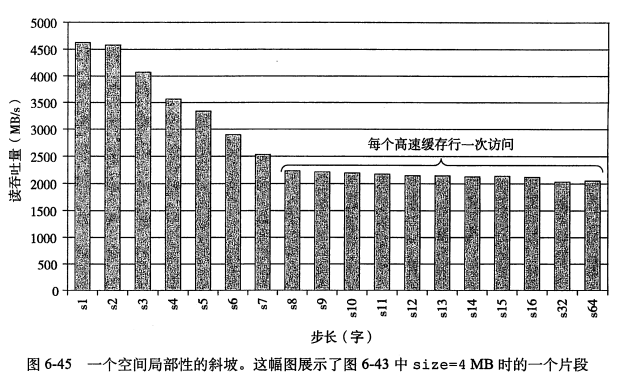 5000
4500
4000
3500
3000
2500
2000
1500
1000
500
0
读吞吐量（MB/s）
每个高速缓存行一次访问
s1 s2 s3 s4 s5 s6 s7 s8 s9 s10 s11 s12 s13 s14 s15 s16 s32 s64
步长（字）
图 6-45 一个空间局部性的斜坡。这幅图展示了图 6-43 中 size=4 MB 时的一个片段